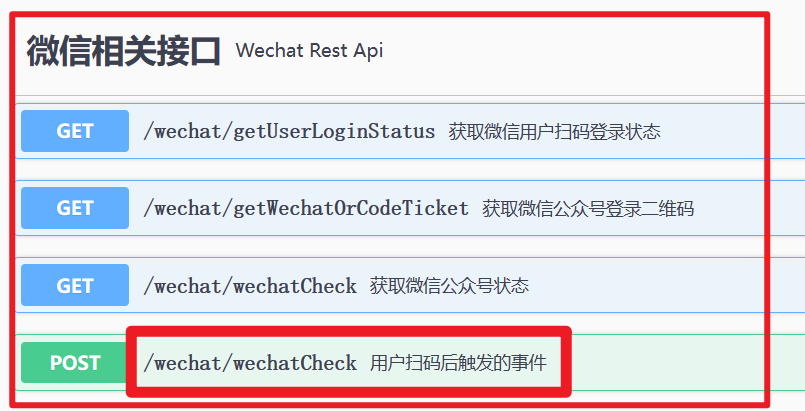 微信相关接口 Wechat Rest Api
GET /wechat/getUserLoginStatus 获取微信用户扫码登录状态
GET /wechat/getWechatOrCodeTicket 获取微信公众号登录二维码
GET /wechat/wechatCheck 获取微信公众号状态
POST /wechat/wechatCheck 用户扫码后触发的事件